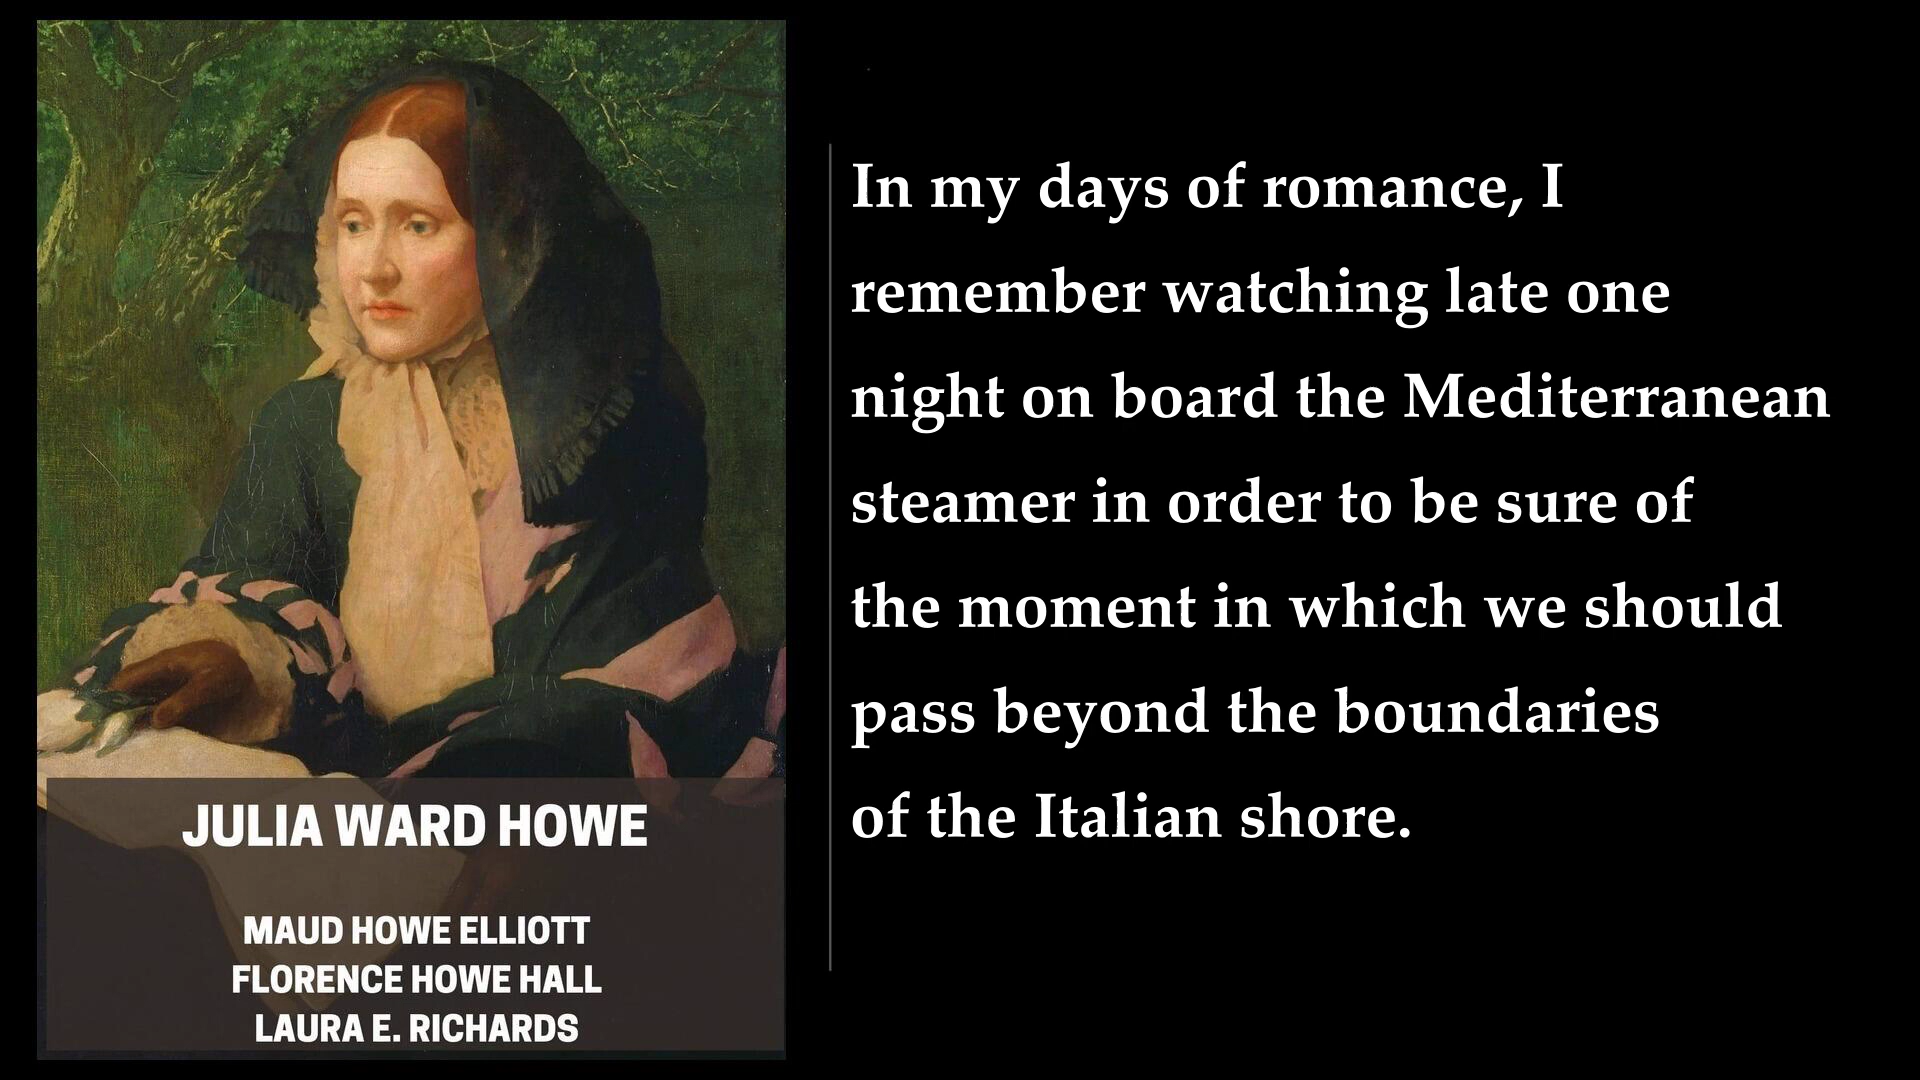 JULIA WARD HOWE
MAUD HOWE ELLIOTT
FLORENCE HOWE HALL
LAURA E. RICHARDS
In my days of romance, I
remember watching late one
night on board the Mediterranean
steamer in order to be sure of
the moment in which we should
pass beyond the boundaries
of the Italian shore.